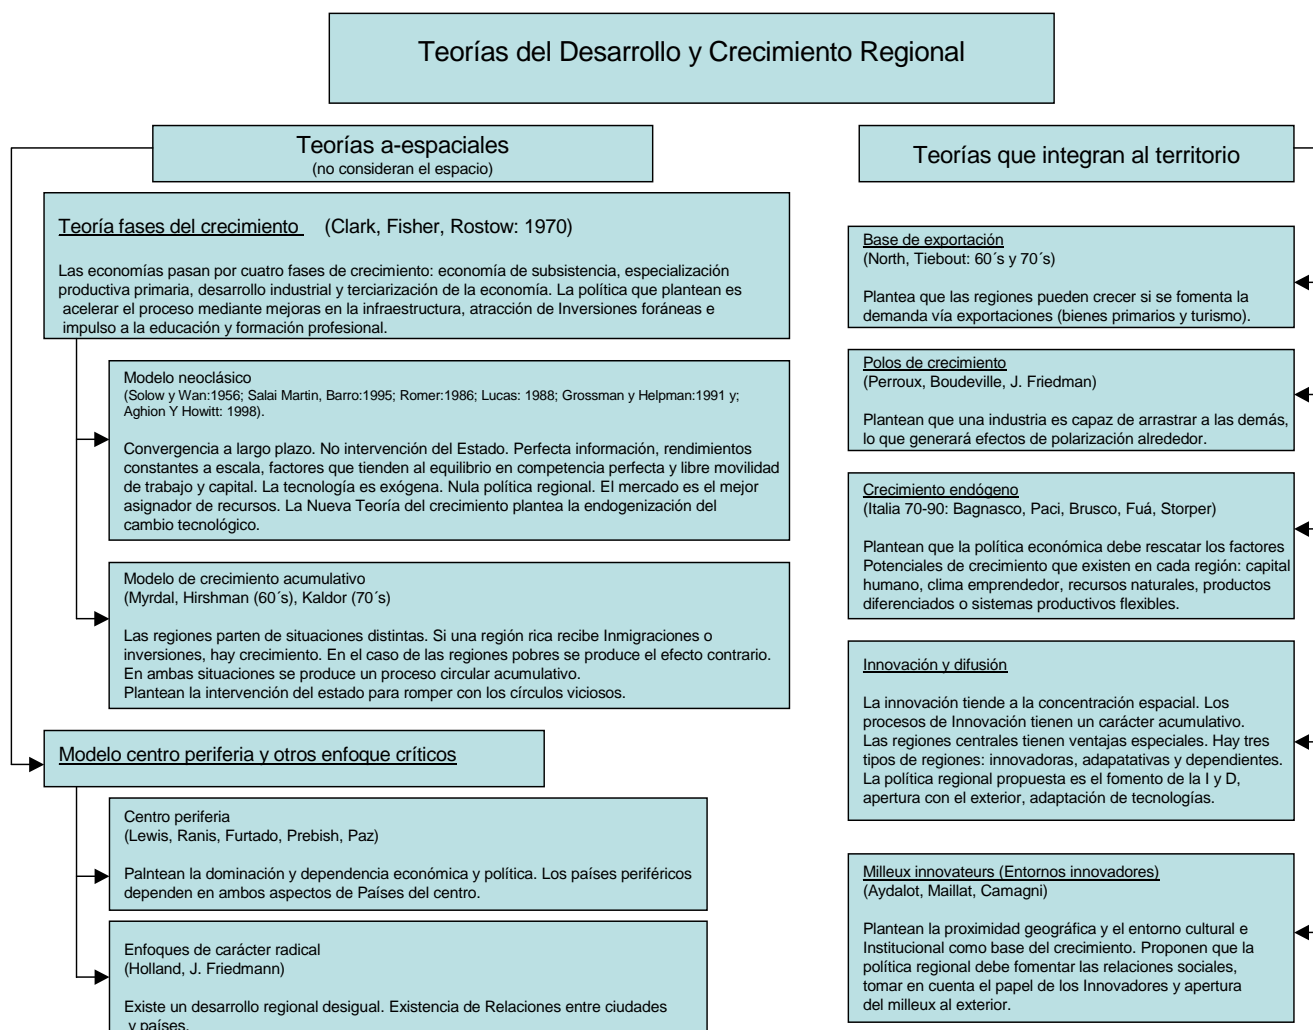 Teorías del Desarrollo y Crecimiento Regional
Teorías a-espaciales
(no consideran el espacio)
Teoría fases del crecimiento (Clark, Fisher, Rostow: 1970)
Las economías pasan por cuatro fases de crecimiento: economía de subsistencia, especialización
productiva primaria, desarrollo industrial y terciarización de la economía. La política que plantean es
acelerar el proceso mediante mejoras en la infraestructura, atracción de Inversiones foráneas e
impulso a la educación y formación profesional.
Modelo neoclásico
(Solow y Wan:1956; Salai Martin, Barro:1995; Romer:1986; Lucas: 1988; Grossman y Helpman:1991 y;
Aghion Y Howitt: 1998).
Convergencia a largo plazo. No intervención del Estado. Perfecta información, rendimientos
constantes a escala, factores que tienden al equilibrio en competencia perfecta y libre movilidad
de trabajo y capital. La tecnología es exógena. Nula política regional. El mercado es el mejor
asignador de recursos. La Nueva Teoría del crecimiento plantea la endogenización del
cambio tecnológico.
Modelo de crecimiento acumulativo
(Myrdal, Hirshman (60´s), Kaldor (70´s)
Las regiones parten de situaciones distintas. Si una región rica recibe Inmigraciones o
inversiones, hay crecimiento. En el caso de las regiones pobres se produce el efecto contrario.
En ambas situaciones se produce un proceso circular acumulativo.
Plantean la intervención del estado para romper con los círculos viciosos.
Modelo centro periferia y otros enfoque críticos
Centro periferia
(Lewis, Ranis, Furtado, Prebish, Paz)
Palntean la dominación y dependencia económica y política. Los países periféricos
dependen en ambos aspectos de Países del centro.
Enfoques de carácter radical
(Holland, J. Friedmann)
Existe un desarrollo regional desigual. Existencia de Relaciones entre ciudades
y países.
Teorías que integran al territorio
Base de exportación
(North, Tiebout: 60´s y 70´s)
Plantea que las regiones pueden crecer si se fomenta la
demanda vía exportaciones (bienes primarios y turismo).
Polos de crecimiento
(Perroux, Boudeville, J. Friedman)
Plantean que una industria es capaz de arrastrar a las demás,
lo que generará efectos de polarización alrededor.
Crecimiento endógeno
(Italia 70-90: Bagnasco, Paci, Brusco, Fuá, Storper)
Plantean que la política económica debe rescatar los factores
Potenciales de crecimiento que existen en cada región: capital
humano, clima emprendedor, recursos naturales, productos
diferenciados o sistemas productivos flexibles.
Innovación y difusión
La innovación tiende a la concentración espacial. Los
procesos de Innovación tienen un carácter acumulativo.
Las regiones centrales tienen ventajas especiales. Hay tres
tipos de regiones: innovadoras, adapatativas y dependientes.
La política regional propuesta es el fomento de la I y D,
apertura con el exterior, adaptación de tecnologías.
Milleux innovateurs (Entornos innovadores)
(Aydalot, Maillat, Camagni)
Plantean la proximidad geográfica y el entorno cultural e
Institucional como base del crecimiento. Proponen que la
política regional debe fomentar las relaciones sociales,
tomar en cuenta el papel de los Innovadores y apertura
del milleux al exterior.